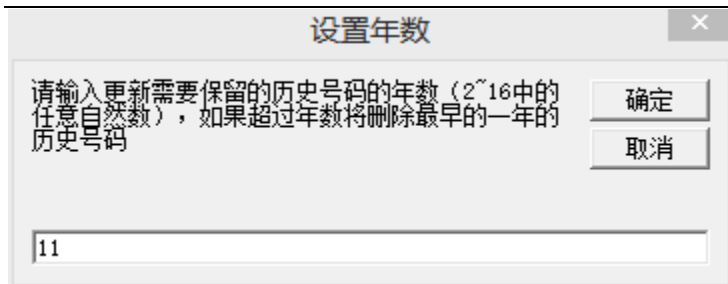 设置年数
请输入更新需要保留的历史号码的年数（2~16中的
任意自然数），如果超过年数将删除最早的一年的
历史号码
确定
取消
11